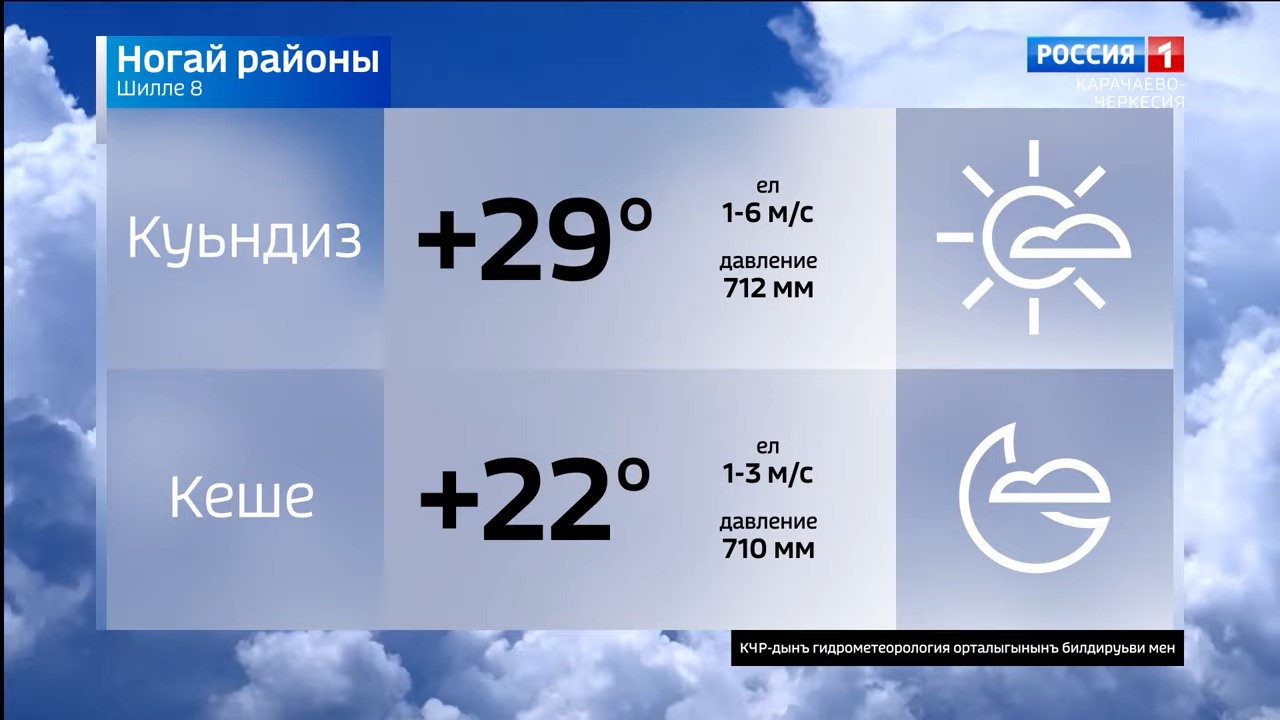 Ногай районы
Шилле 8
РОССИЯ 1
КАРАЧАЕВО-
ЧЕРКЕСИЯ
Куьндиз
+29°
ел
1-6 м/с
давление
712 мм
Кеше
+22°
ел
1-3 м/с
давление
710 мм
КЧР-дынъ гидрометеорология орталыгынынъ билдируьви мен